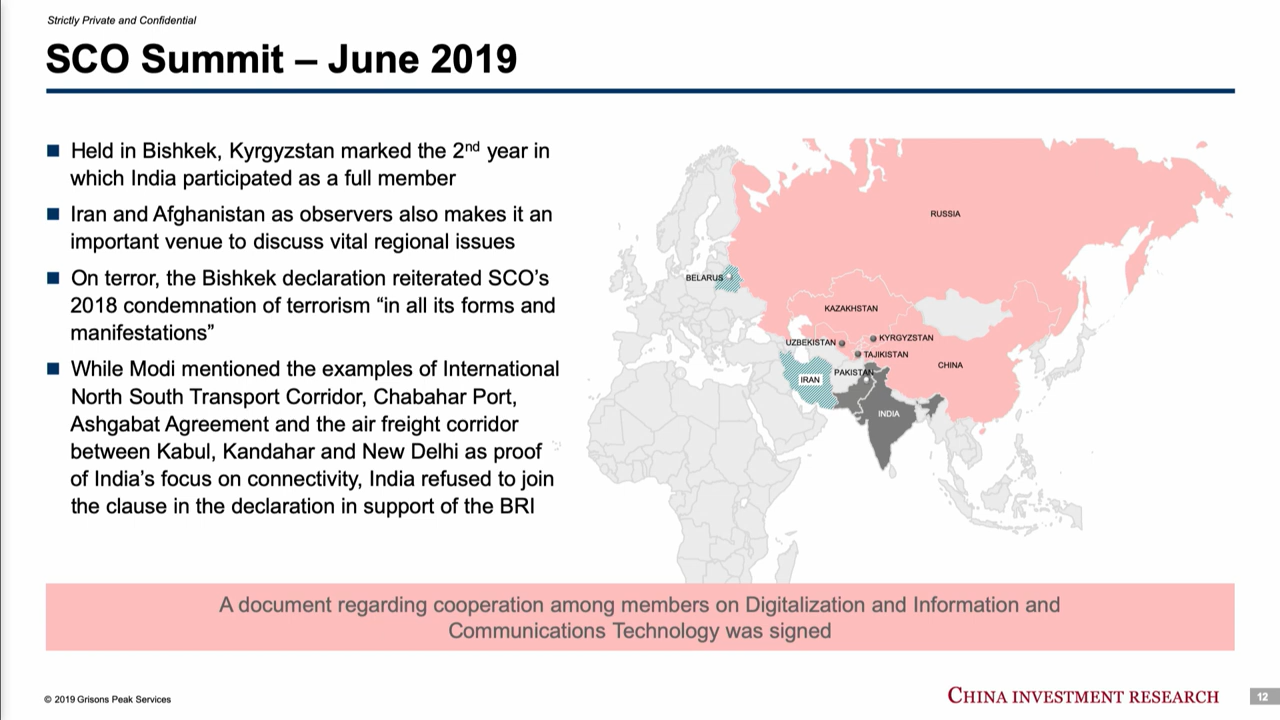 Strictly Private and Confidential
SCO Summit – June 2019
Held in Bishkek, Kyrgyzstan marked the 2nd year in
which India participated as a full member
Iran and Afghanistan as observers also makes it an
important venue to discuss vital regional issues
On terror, the Bishkek declaration reiterated SCO’s
2018 condemnation of terrorism “in all its forms and
manifestations”
While Modi mentioned the examples of International
North South Transport Corridor, Chabahar Port,
Ashgabat Agreement and the air freight corridor
between Kabul, Kandahar and New Delhi as proof
of India’s focus on connectivity, India refused to join
the clause in the declaration in support of the BRI
RUSSIA
BELARUS
KAZAKHSTAN
UZBEKISTAN
KYRGYZSTAN
TAJIKISTAN
CHINA
PAKISTAN
IRAN
INDIA
A document regarding cooperation among members on Digitalization and Information and
Communications Technology was signed
© 2019 Grisons Peak Services
CHINA INVESTMENT RESEARCH
12